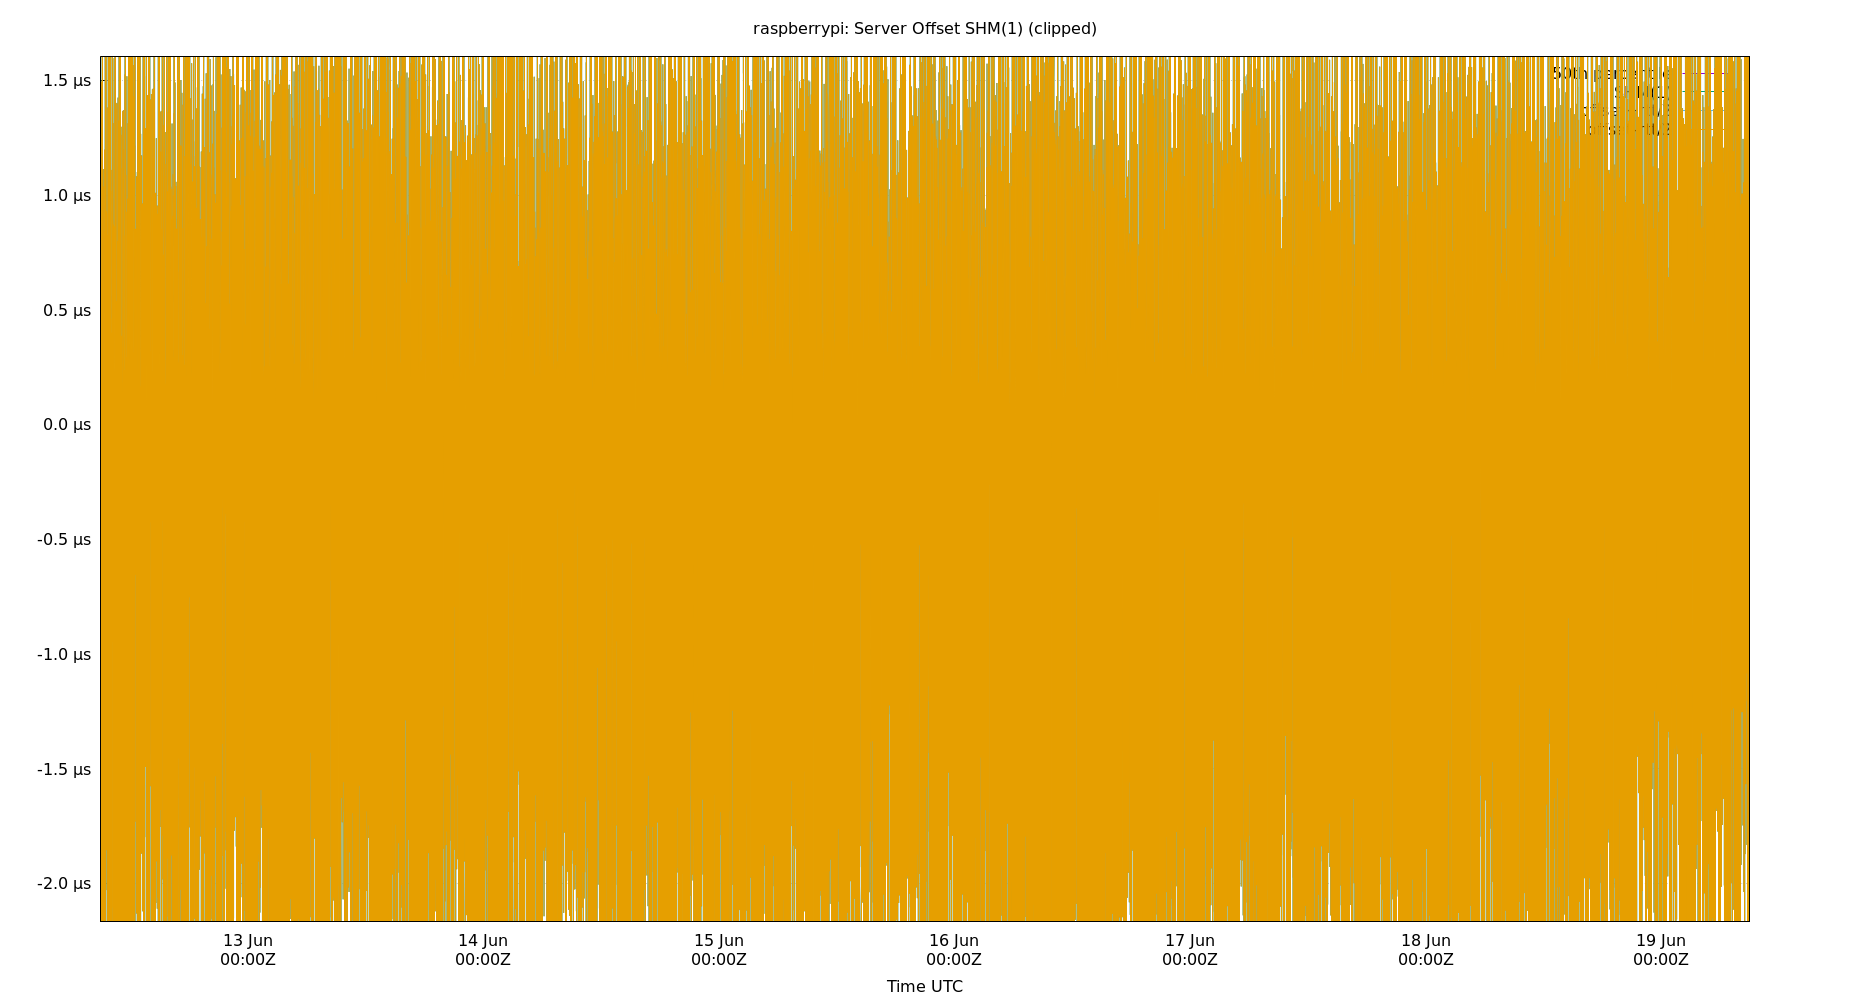 raspberrypi: Server Offset SHM(1) (clipped)
1.5 µs
1.0 µs
0.5 µs
0.0 µs
-0.5 µs
-1.0 µs
-1.5 µs
-2.0 µs
50th
13 Jun
00:00Z
14 Jun
00:00Z
15 Jun
00:00Z
16 Jun
00:00Z
17 Jun
00:00Z
18 Jun
00:00Z
19 Jun
00:00Z
Time UTC